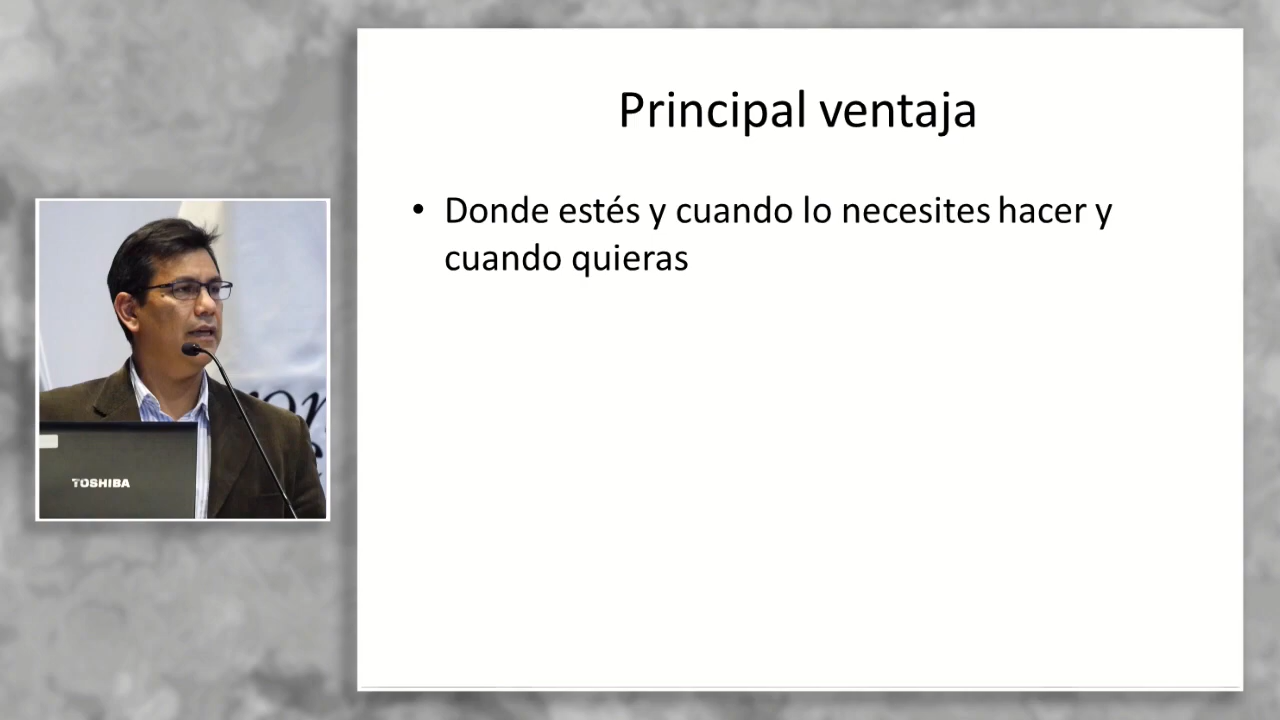 Principal ventaja
• Donde estés y cuando lo necesites hacer y
cuando quieras
TOSHIBA